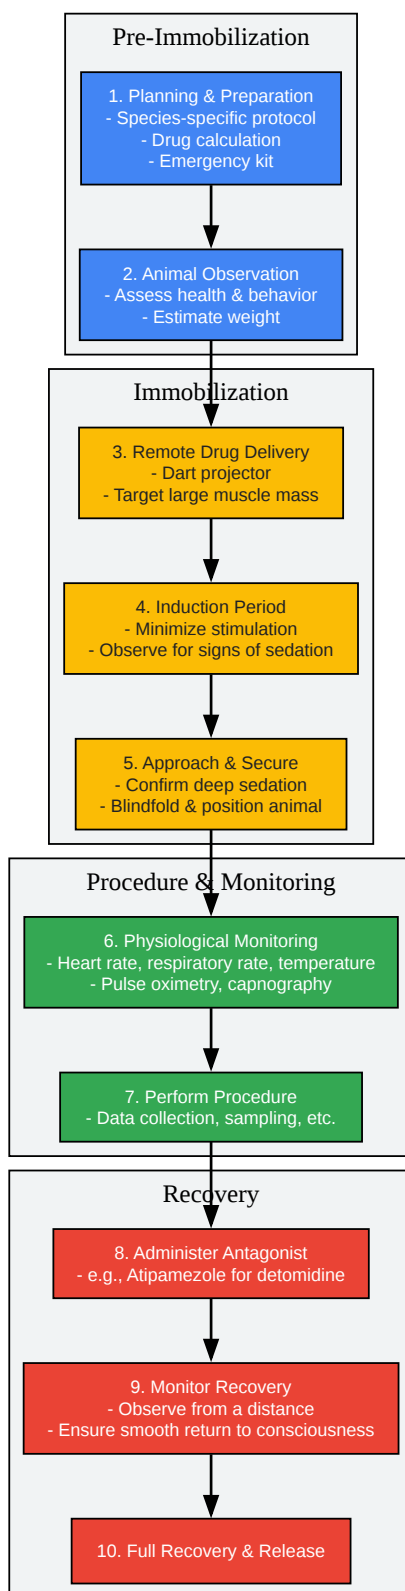 Pre-Immobilization
1. Planning & Preparation
- Species-specific protocol
- Drug calculation
- Emergency kit
2. Animal Observation
- Assess health & behavior
- Estimate weight
Immobilization
3. Remote Drug Delivery
- Dart projector
- Target large muscle mass
4. Induction Period
- Minimize stimulation
- Observe for signs of sedation
5. Approach & Secure
- Confirm deep sedation
- Blindfold & position animal
Procedure & Monitoring
6. Physiological Monitoring
- Heart rate, respiratory rate, temperature
- Pulse oximetry, capnography
7. Perform Procedure
- Data collection, sampling, etc.
Recovery
8. Administer Antagonist
- e.g., Atipamezole for detomidine
9. Monitor Recovery
- Observe from a distance
- Ensure smooth return to consciousness
10. Full Recovery & Release